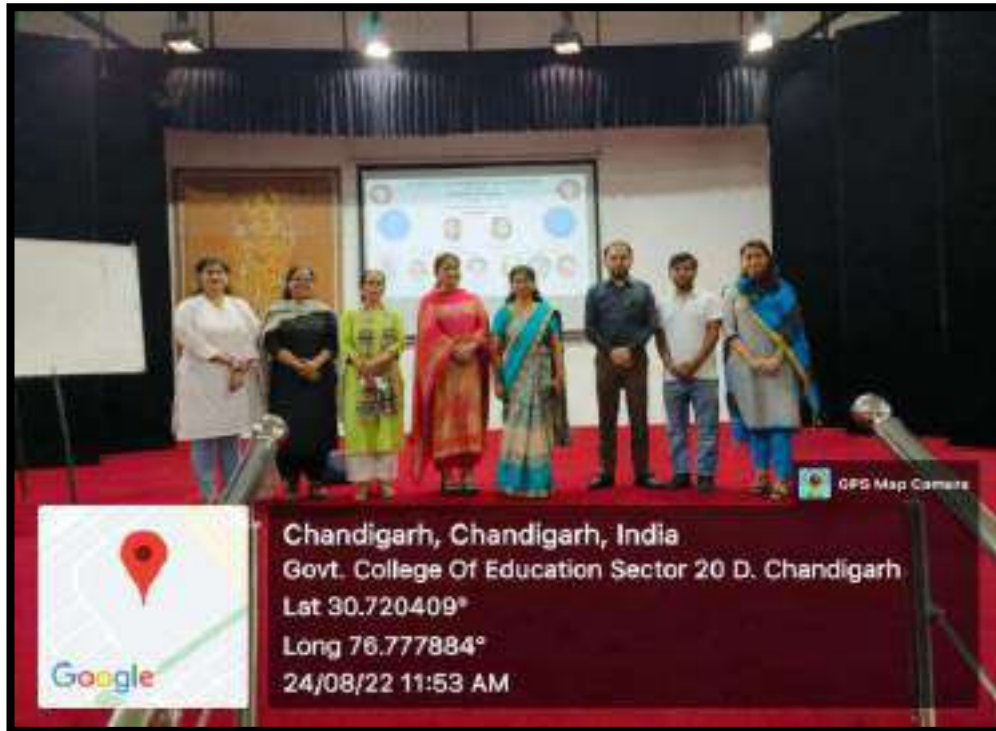 GPS Map Camera
Chandigarh, Chandigarh, India
Govt. College Of Education Sector 20 D. Chandigarh
Lat 30.720409°
Long 76.777884°
24/08/22 11:53 AM
Google